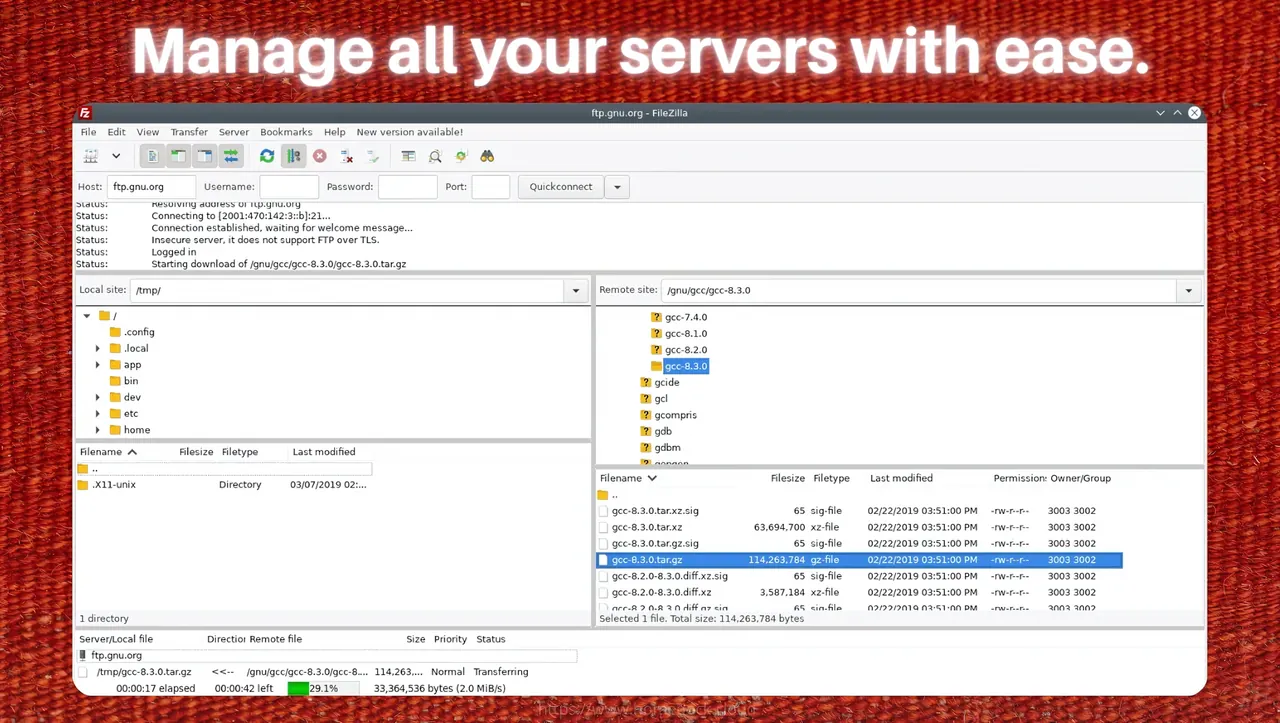 Manage all your servers with ease.
ftp.gnu.org - FileZilla
File Edit View Transfer Server Bookmarks Help New version available!
Host: ftp.gnu.org Username: Password: Port: Quickconnect
Status: Resolving address of ftp.gnu.org
Status: Connecting to [2001:470:142:3::b]:21...
Status: Connection established, waiting for welcome message...
Status: Insecure server, it does not support FTP over TLS.
Status: Logged in
Status: Starting download of /gnu/gcc/gcc-8.3.0/gcc-8.3.0.tar.gz
Local site: /tmp/
/
.config
.local
app
bin
dev
etc
home
Filename Filesize Filetype Last modified
..
.X11-unix Directory 03/07/2019 02:...
1 directory
Remote site: /gnu/gcc/gcc-8.3.0
gcc-7.4.0
gcc-8.1.0
gcc-8.2.0
gcc-8.3.0
gcide
gcl
gcompris
gdb
gdbm
gengen
Filename Filesize Filetype Last modified Permission: Owner/Group
..
gcc-8.3.0.tar.xz.sig 65 sig-file 02/22/2019 03:51:00 PM -rw-r--r-- 3003 3002
gcc-8.3.0.tar.xz 63,694,700 xz-file 02/22/2019 03:51:00 PM -rw-r--r-- 3003 3002
gcc-8.3.0.tar.gz.sig 65 sig-file 02/22/2019 03:51:00 PM -rw-r--r-- 3003 3002
gcc-8.3.0.tar.gz 114,263,784 gz-file 02/22/2019 03:51:00 PM -rw-r--r-- 3003 3002
gcc-8.2.0-8.3.0.diff.xz.sig 65 sig-file 02/22/2019 03:51:00 PM -rw-r--r-- 3003 3002
gcc-8.2.0-8.3.0.diff.xz 3,587,184 xz-file 02/22/2019 03:51:00 PM -rw-r--r-- 3003 3002
gcc-8.2.0-8.3.0.diff.gz.sig 65 sig-file 02/22/2019 03:51:00 PM -rw-r--r-- 3003 3002
Selected 1 file. Total size: 114,263,784 bytes
Server/Local file Direction Remote file Size Priority Status
ftp.gnu.org
/tmp/gcc-8.3.0.tar.gz <<-- /gnu/gcc/gcc-8.3.0/gcc-8.... 114,263,... Normal Transferring
00:00:17 elapsed 00:00:42 left 29.1% 33,364,536 bytes (2.0 MiB/s)